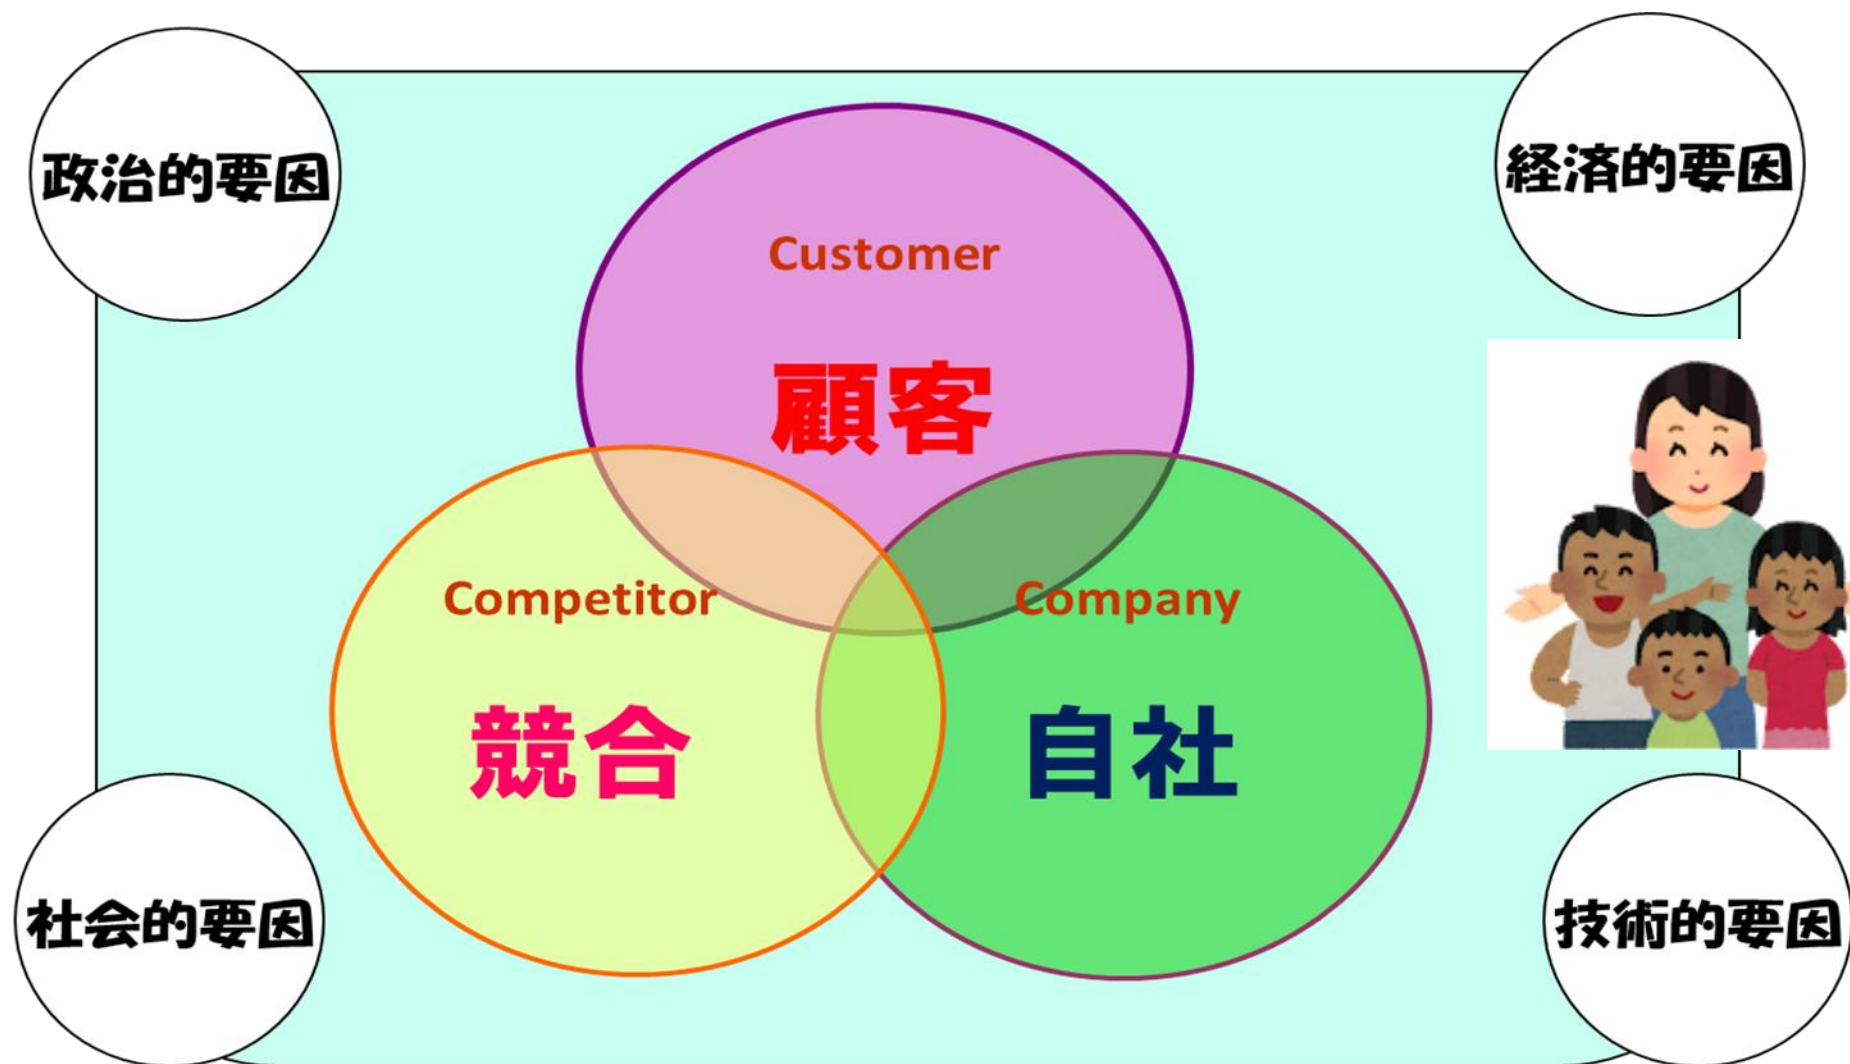 政治的要因
経済的要因
Customer
顧客
Competitor
Company
競合
自社
社会的要因
技術的要因